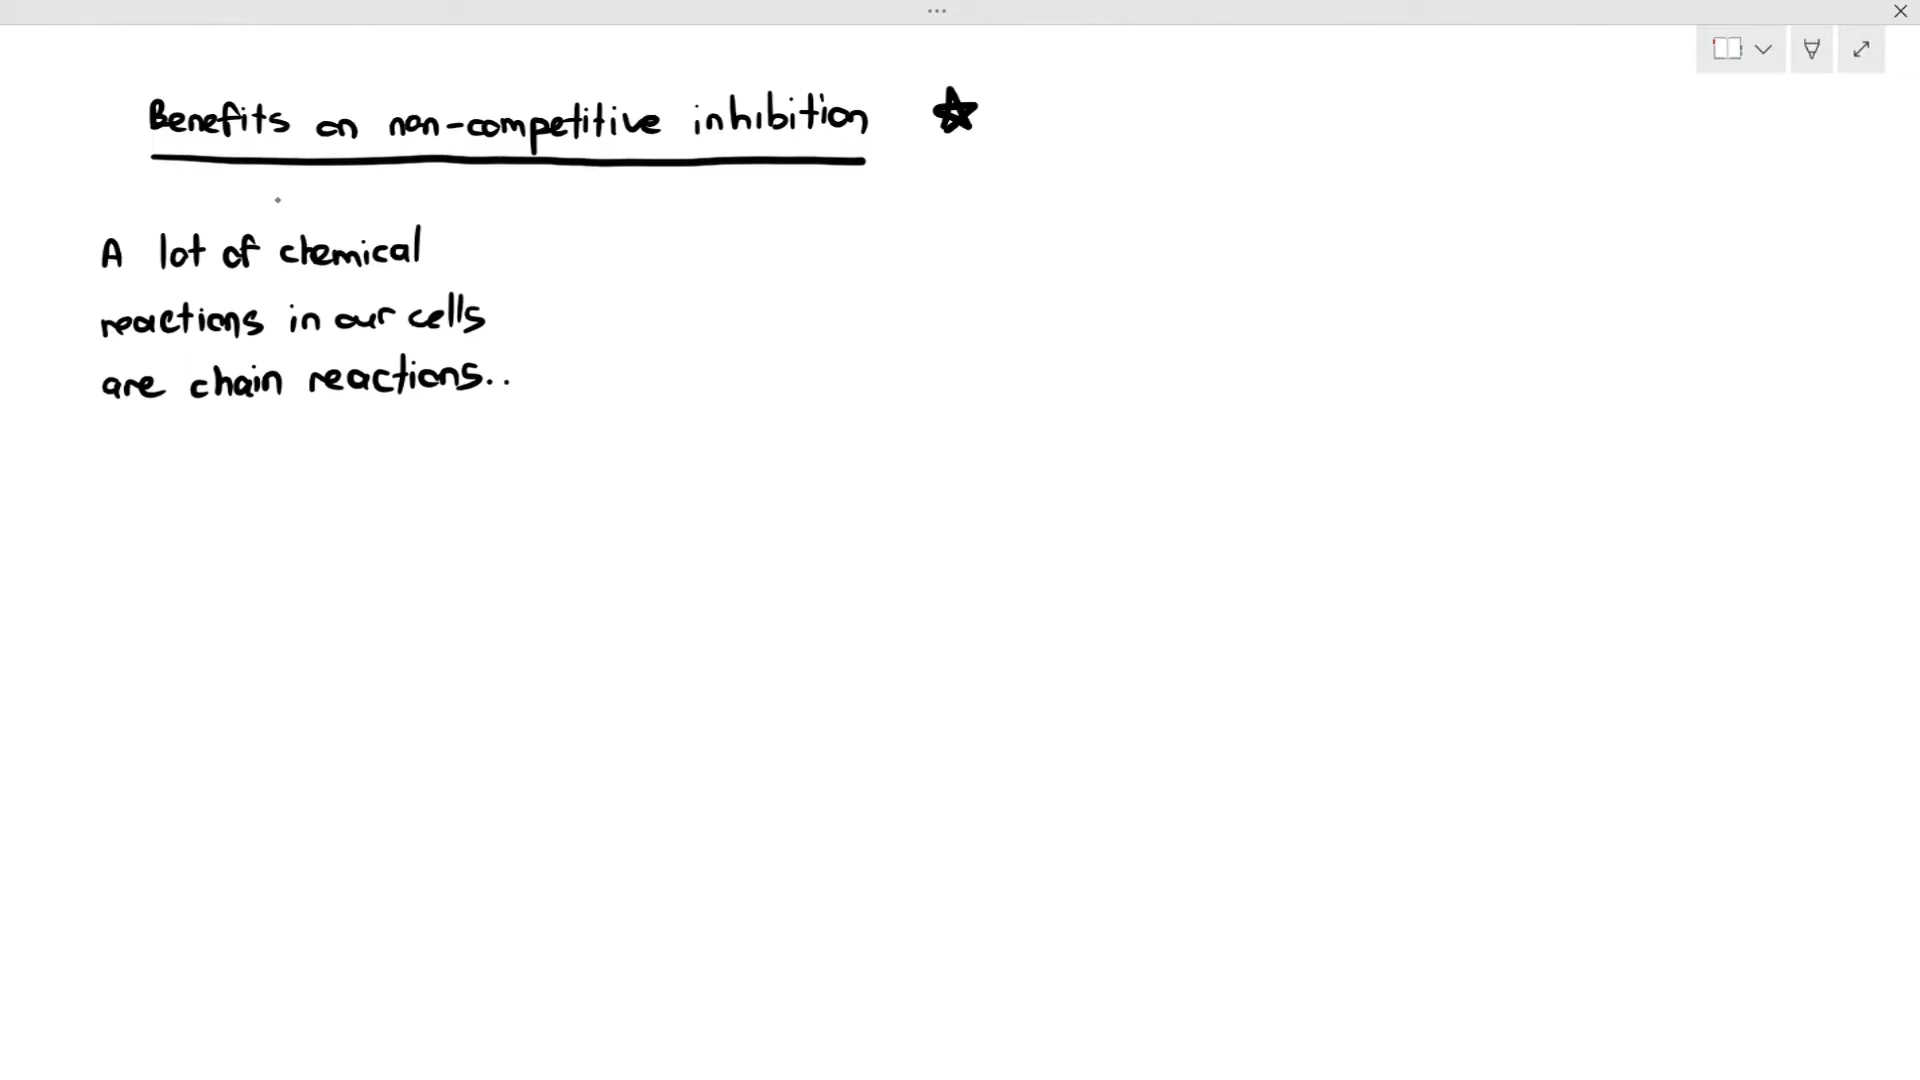 Benefits on non-competitive inhibition
A lot of chemical
reactions in our cells
are chain reactions..